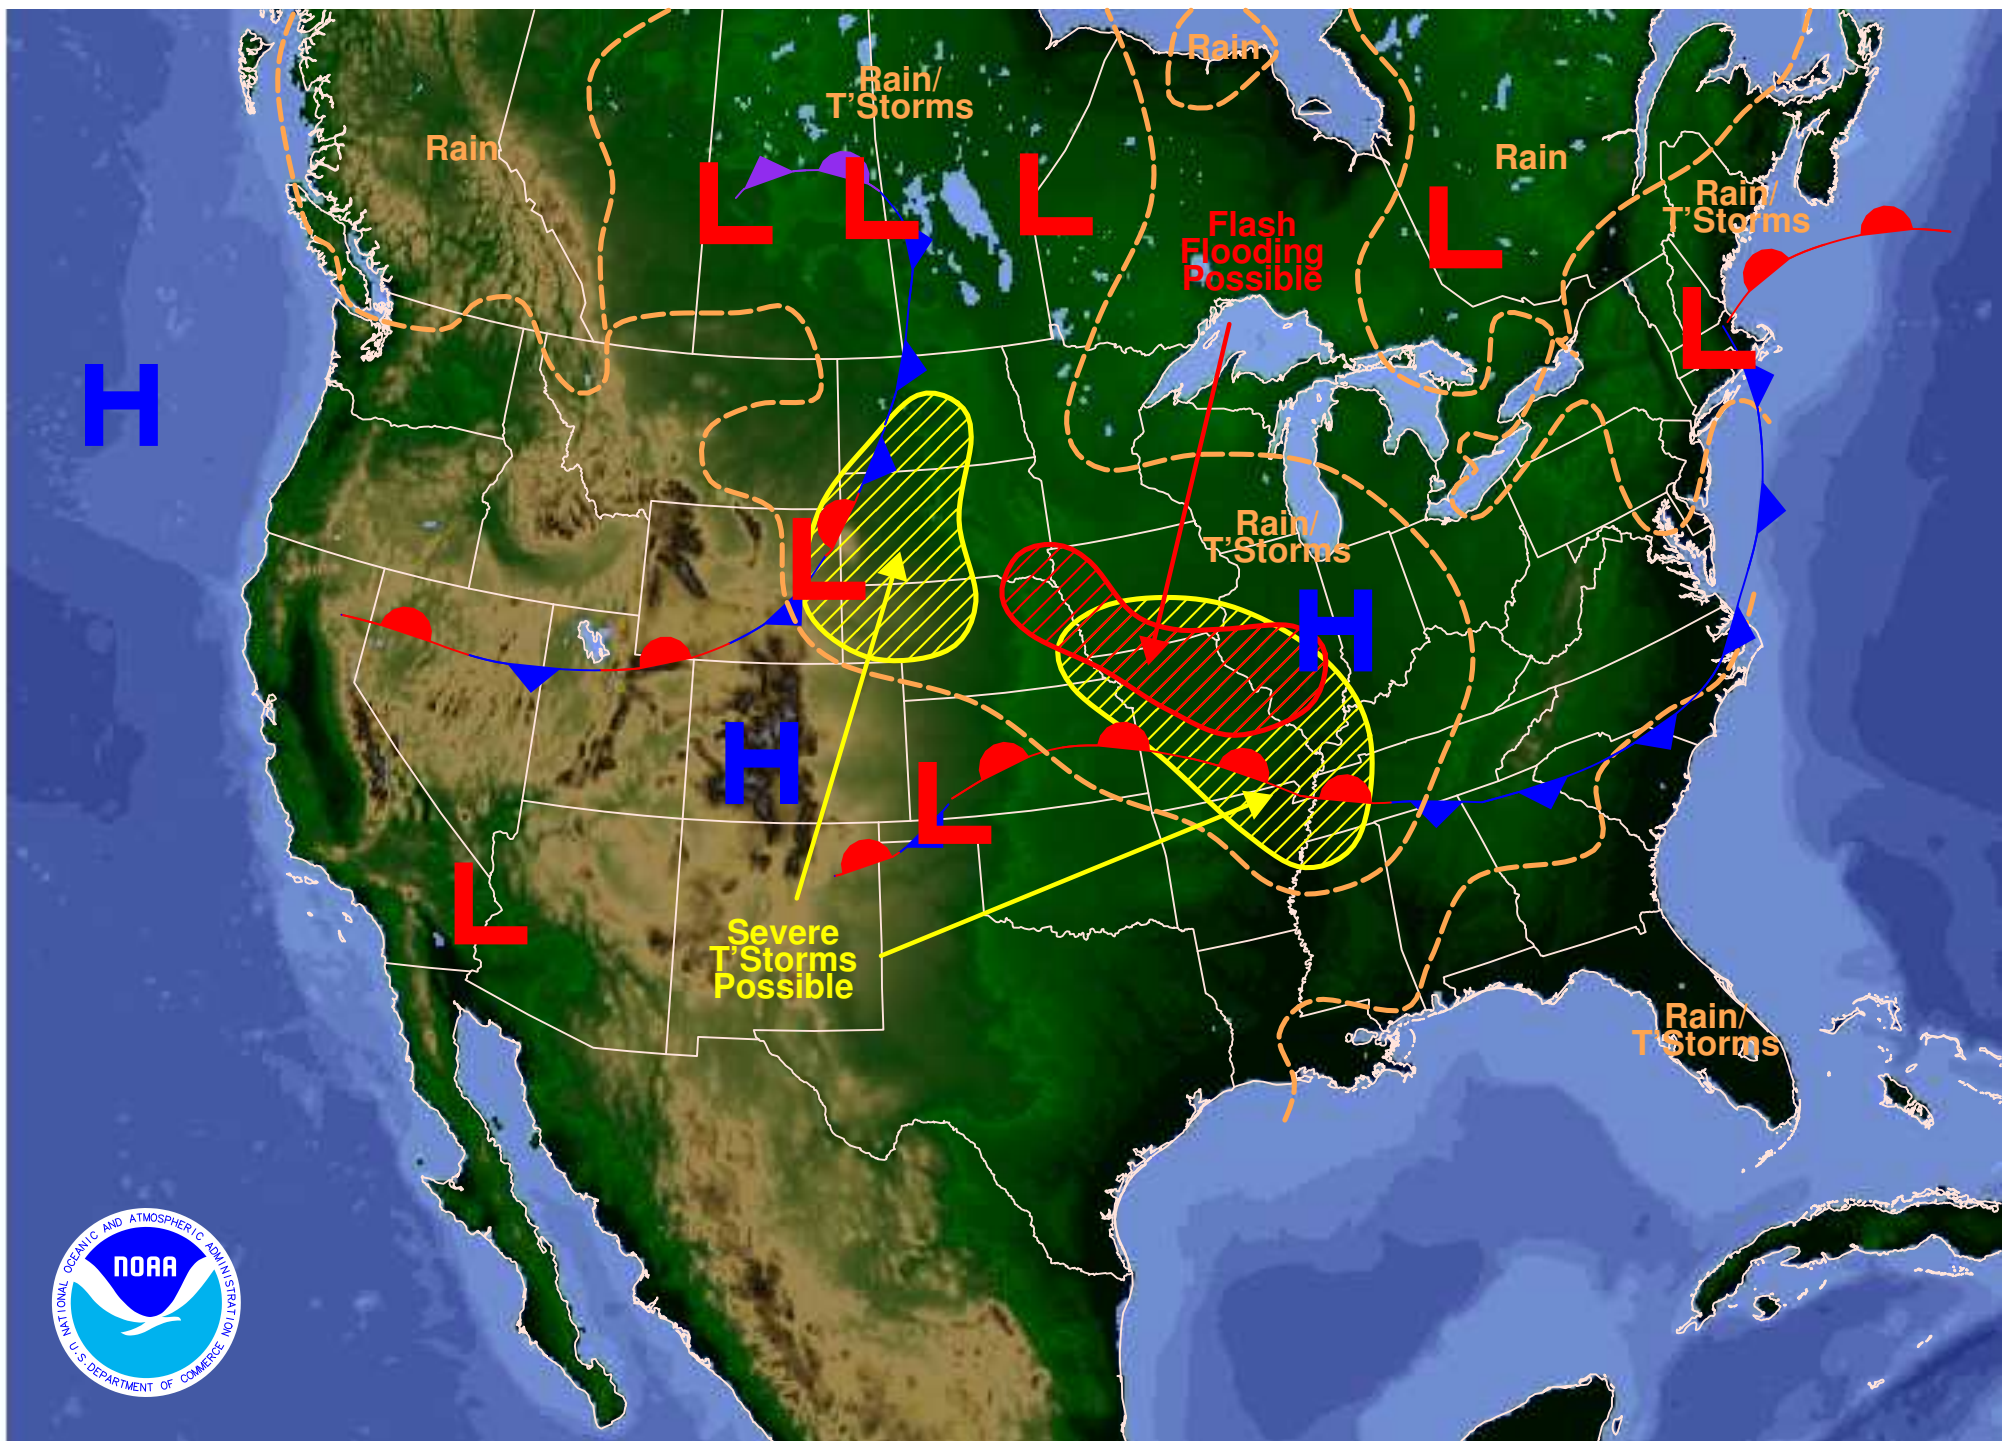 Rain
Rain/
T'Storms
Rain
Rain
Rain/
T'Storms
Flash
Flooding
Possible
L
L
L
L
L
H
Rain/
T'Storms
L
H
H
L
L
Severe
T'Storms
Possible
Rain/
T'Storms
NATIONAL OCEANIC AND ATMOSPHERIC ADMINISTRATION
NOAA
U.S. DEPARTMENT OF COMMERCE